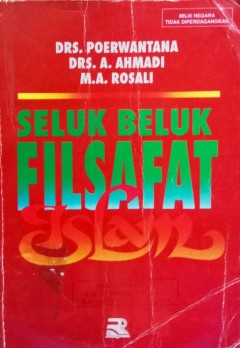 MILIK NEGARA
TIDAK DIPERDAGANGKAN
DRS. POERWANTANA
DRS. A. AHMADI
M.A. ROSALI
SELUK BELUK
FILSAFAT
Islam